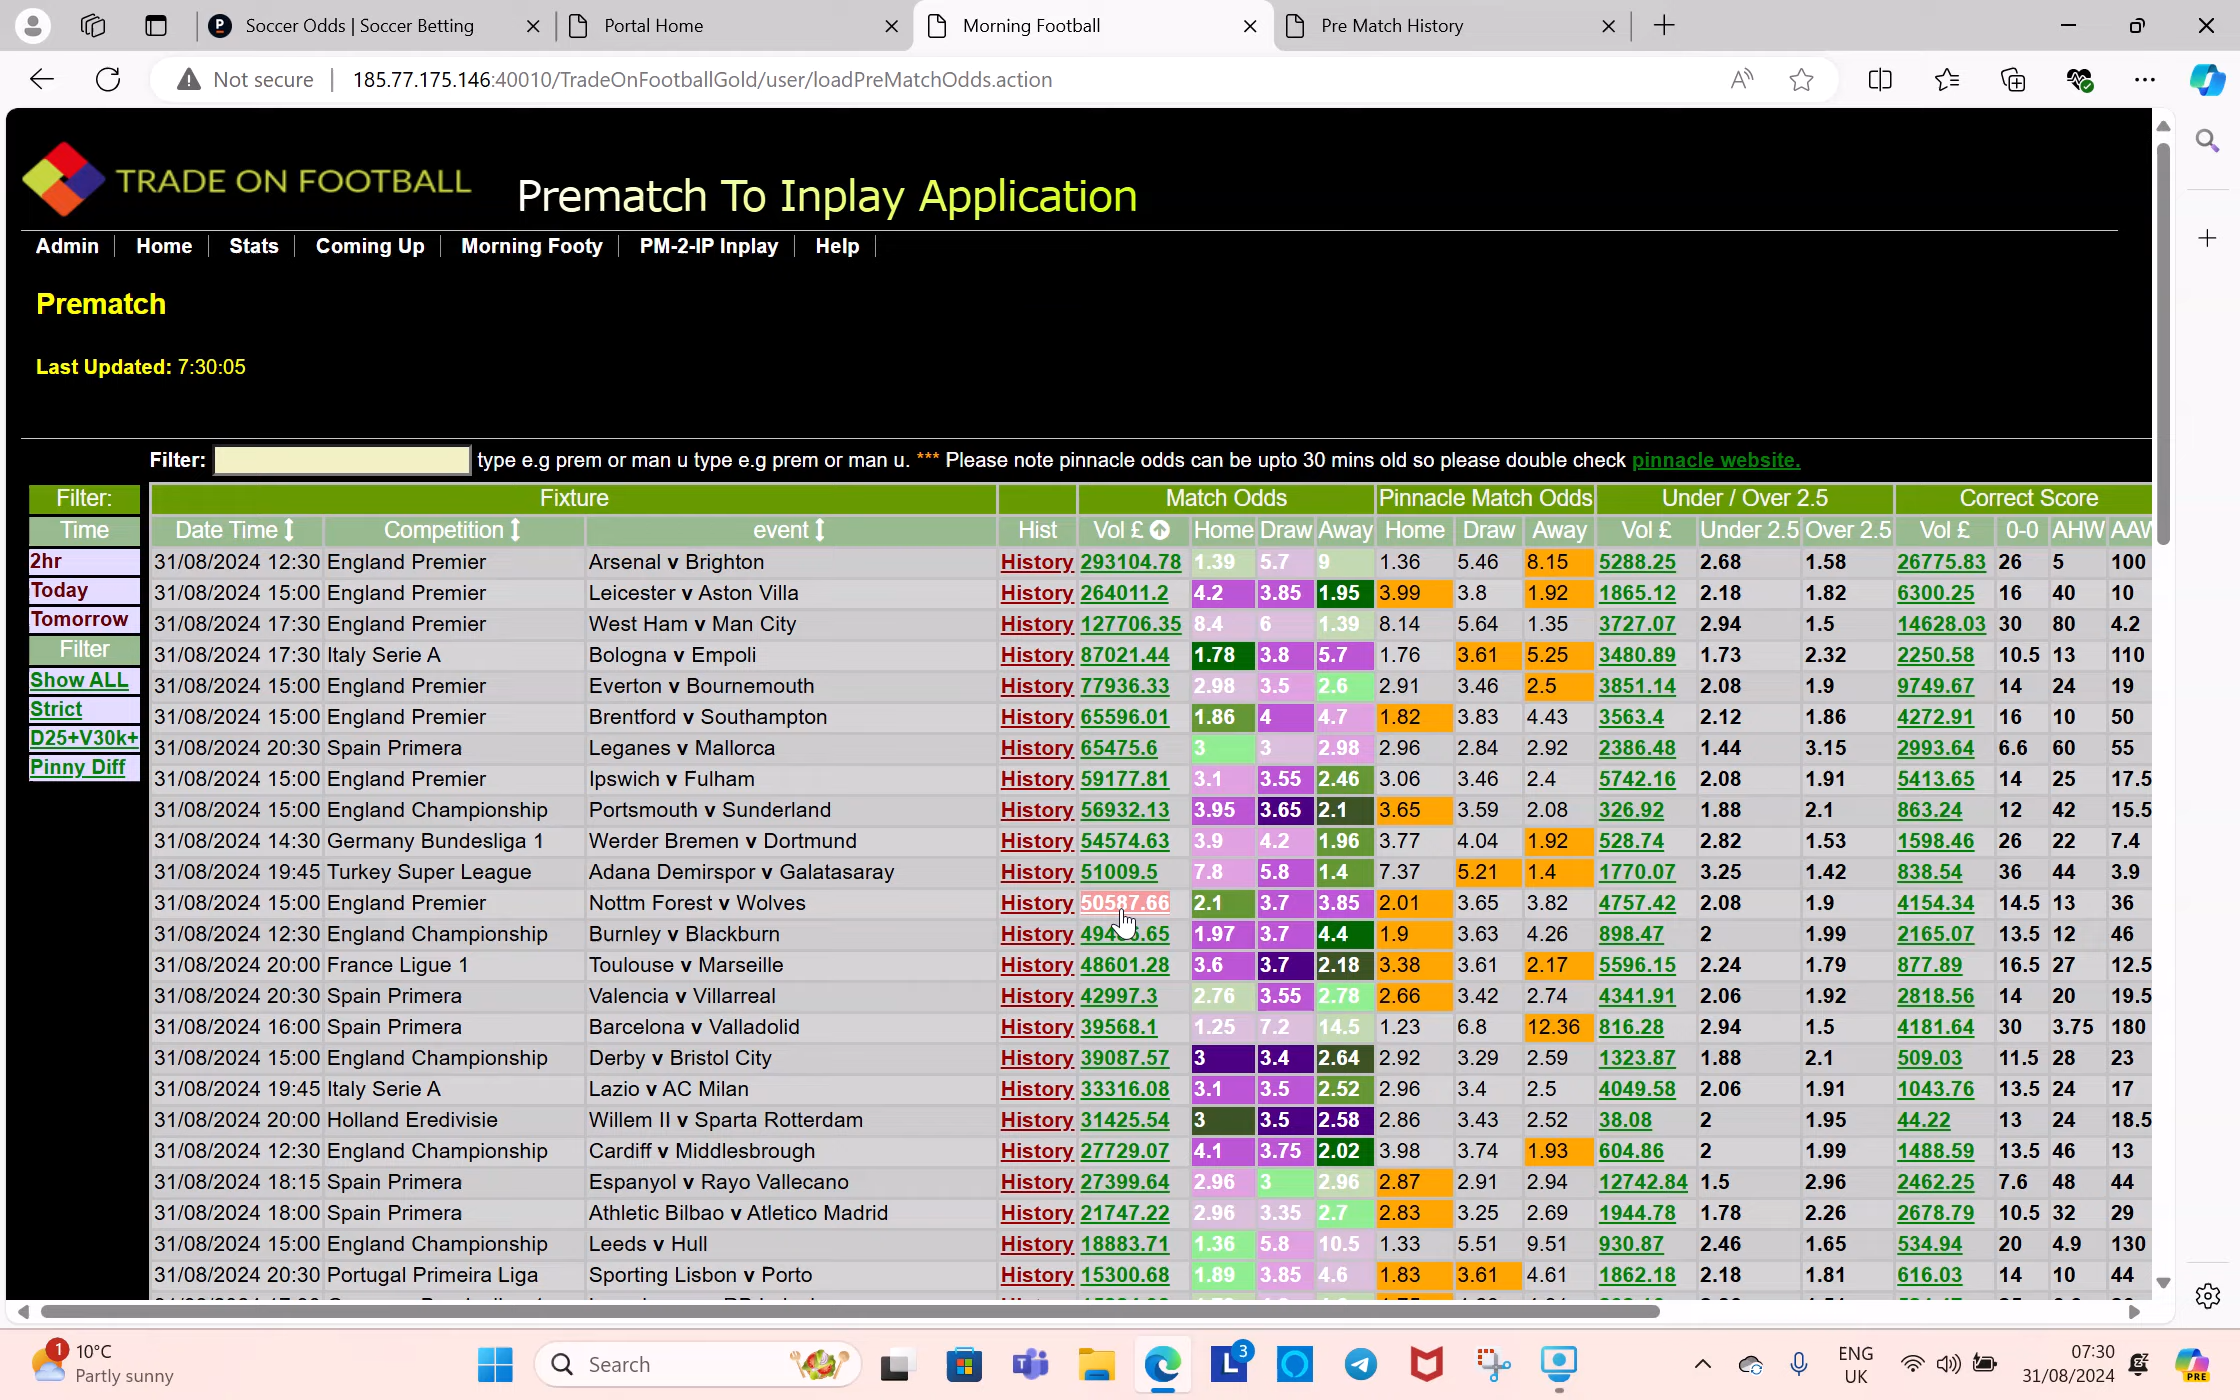 Soccer Odds | Soccer Betting
Portal Home
Morning Football
Pre Match History
Not secure
185.77.175.146:40010/TradeOnFootballGold/user/loadPreMatchOdds.action
TRADE ON FOOTBALL
Prematch To Inplay Application
Admin Home Stats Coming Up Morning Footy PM-2-IP Inplay Help
Prematch
Last Updated: 7:30:05
Filter: type e.g prem or man u type e.g prem or man u. *** Please note pinnacle odds can be upto 30 mins old so please double check pinnacle website.
Filter:
Time
2hr
Today
Tomorrow
Filter
Show ALL
Strict
D25+V30k+
Pinny Diff
Fixture Match Odds Pinnacle Match Odds Under / Over 2.5 Correct Score
Date Time Competition event Hist Vol £ Home Draw Away Home Draw Away Vol £ Under 2.5 Over 2.5 Vol £ 0-0 AHW AAW
31/08/2024 12:30 England Premier Arsenal v Brighton History 293104.78 1.39 5.7 9 1.36 5.46 8.15 5288.25 2.68 1.58 26775.83 26 5 100
31/08/2024 15:00 England Premier Leicester v Aston Villa History 264011.2 4.2 3.85 1.95 3.99 3.8 1.92 1865.12 2.18 1.82 6300.25 16 40 10
31/08/2024 17:30 England Premier West Ham v Man City History 127706.35 8.4 6 1.39 8.14 5.64 1.35 3727.07 2.94 1.5 14628.03 30 80 4.2
31/08/2024 17:30 Italy Serie A Bologna v Empoli History 87021.44 1.78 3.8 5.7 1.76 3.61 5.25 3480.89 1.73 2.32 2250.58 10.5 13 110
31/08/2024 15:00 England Premier Everton v Bournemouth History 77936.33 2.98 3.5 2.6 2.91 3.46 2.5 3851.14 2.08 1.9 9749.67 14 24 19
31/08/2024 15:00 England Premier Brentford v Southampton History 65596.01 1.86 4 4.7 1.82 3.83 4.43 3563.4 2.12 1.86 4272.91 16 10 50
31/08/2024 20:30 Spain Primera Leganes v Mallorca History 65475.6 3 3 2.98 2.96 2.84 2.92 2386.48 1.44 3.15 2993.64 6.6 60 55
31/08/2024 15:00 England Premier Ipswich v Fulham History 59177.81 3.1 3.55 2.46 3.06 3.46 2.4 5742.16 2.08 1.91 5413.65 14 25 17.5
31/08/2024 15:00 England Championship Portsmouth v Sunderland History 56932.13 3.95 3.65 2.1 3.65 3.59 2.08 326.92 1.88 2.1 863.24 12 42 15.5
31/08/2024 14:30 Germany Bundesliga 1 Werder Bremen v Dortmund History 54574.63 3.9 4.2 1.96 3.77 4.04 1.92 528.74 2.82 1.53 1598.46 26 22 7.4
31/08/2024 19:45 Turkey Super League Adana Demirspor v Galatasaray History 51009.5 7.8 5.8 1.4 7.37 5.21 1.4 1770.07 3.25 1.42 838.54 36 44 3.9
31/08/2024 15:00 England Premier Nottm Forest v Wolves History 50587.66 2.1 3.7 3.85 2.01 3.65 3.82 4757.42 2.08 1.9 4154.34 14.5 13 36
31/08/2024 12:30 England Championship Burnley v Blackburn History 1.97 3.7 4.4 1.9 3.63 4.26 898.47 2 1.99 2165.07 13.5 12 46
31/08/2024 20:00 France Ligue 1 Toulouse v Marseille History 48601.28 3.6 3.7 2.18 3.38 3.61 2.17 5596.15 2.24 1.79 877.89 16.5 27 12.5
31/08/2024 20:30 Spain Primera Valencia v Villarreal History 42997.3 2.76 3.55 2.78 2.66 3.42 2.74 4341.91 2.06 1.92 2818.56 14 20 19.5
31/08/2024 16:00 Spain Primera Barcelona v Valladolid History 39568.1 1.25 7.2 14.5 1.23 6.8 12.36 816.28 2.94 1.5 4181.64 30 3.75 180
31/08/2024 15:00 England Championship Derby v Bristol City History 39087.57 3 3.4 2.64 2.92 3.29 2.59 1323.87 1.88 2.1 509.03 11.5 28 23
31/08/2024 19:45 Italy Serie A Lazio v AC Milan History 33316.08 3.1 3.5 2.52 2.96 3.4 2.5 4049.58 2.06 1.91 1043.76 13.5 24 17
31/08/2024 20:00 Holland Eredivisie Willem II v Sparta Rotterdam History 31425.54 3 3.5 2.58 2.86 3.43 2.52 38.08 2 1.95 44.22 13 24 18.5
31/08/2024 12:30 England Championship Cardiff v Middlesbrough History 27729.07 4.1 3.75 2.02 3.98 3.74 1.93 604.86 2 1.99 1488.59 13.5 46 13
31/08/2024 18:15 Spain Primera Espanyol v Rayo Vallecano History 27399.64 2.96 3 2.96 2.87 2.91 2.94 12742.84 1.5 2.96 2462.25 7.6 48 44
31/08/2024 18:00 Spain Primera Athletic Bilbao v Atletico Madrid History 21747.22 2.96 3.35 2.7 2.83 3.25 2.69 1944.78 1.78 2.26 2678.79 10.5 32 29
31/08/2024 15:00 England Championship Leeds v Hull History 18883.71 1.36 5.8 10.5 1.33 5.51 9.51 930.87 2.46 1.65 534.94 20 4.9 130
31/08/2024 20:30 Portugal Primeira Liga Sporting Lisbon v Porto History 15300.68 1.89 3.85 4.6 1.83 3.61 4.61 1862.18 2.18 1.81 616.03 14 10 44
1
10°C
Partly sunny
Search
3
ENG
UK
07:30
31/08/2024
PRE